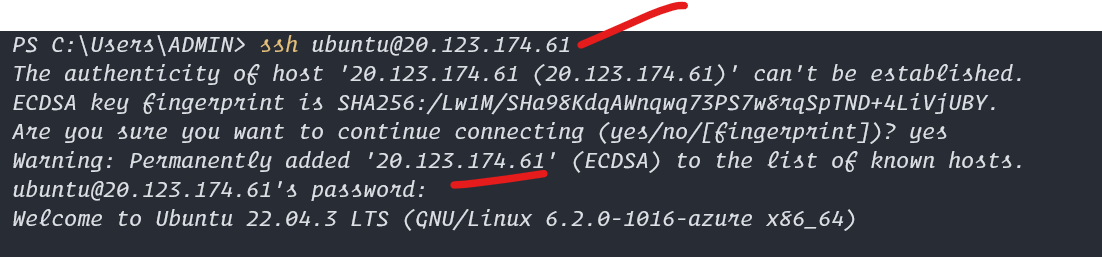 PS C:\Users\ADMIN> ssh ubuntu@20.123.174.61
The authenticity of host '20.123.174.61 (20.123.174.61)' can't be established.
ECDSA key fingerprint is SHA256:/Lw1M/SHa98KdqAWnqwq73PS7w8rqSpTND+4LiVjUBY.
Are you sure you want to continue connecting (yes/no/[fingerprint])? yes
Warning: Permanently added '20.123.174.61' (ECDSA) to the list of known hosts.
ubuntu@20.123.174.61's password:
Welcome to Ubuntu 22.04.3 LTS (GNU/Linux 6.2.0-1016-azure x86_64)